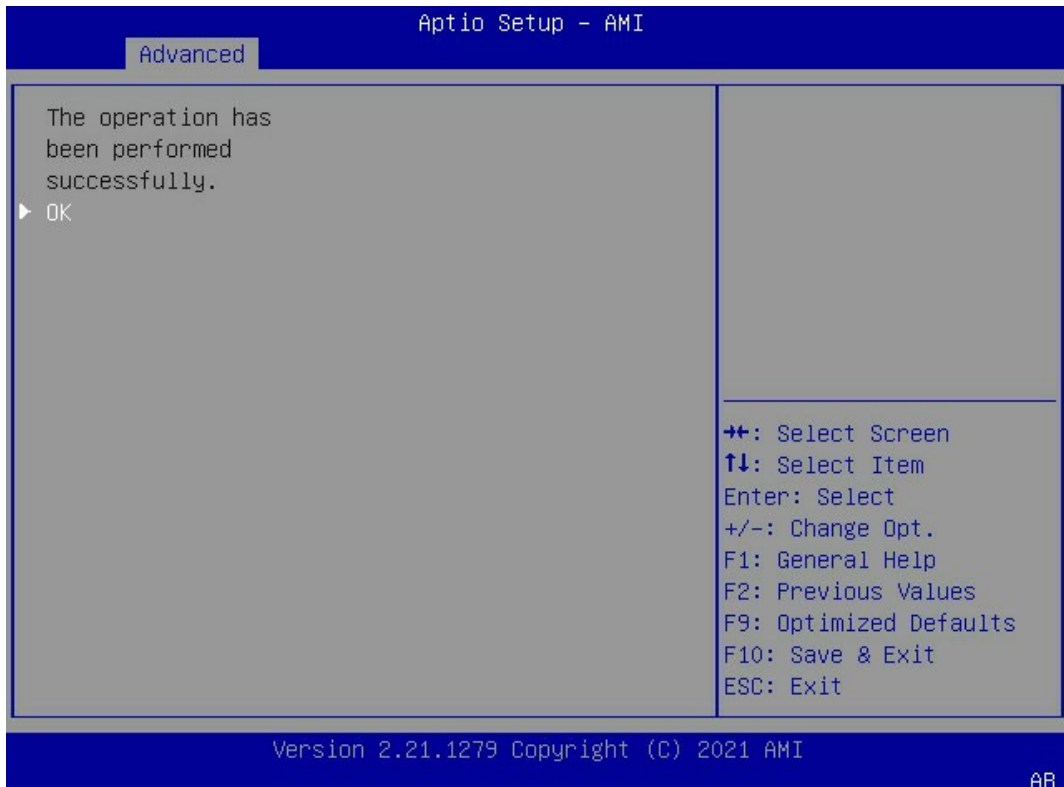 Aptio Setup – AMI
Advanced
The operation has
been performed
successfully.
▶ OK
→←: Select Screen
↑↓: Select Item
Enter: Select
+/-: Change Opt.
F1: General Help
F2: Previous Values
F9: Optimized Defaults
F10: Save & Exit
ESC: Exit
Version 2.21.1279 Copyright (C) 2021 AMI
AB